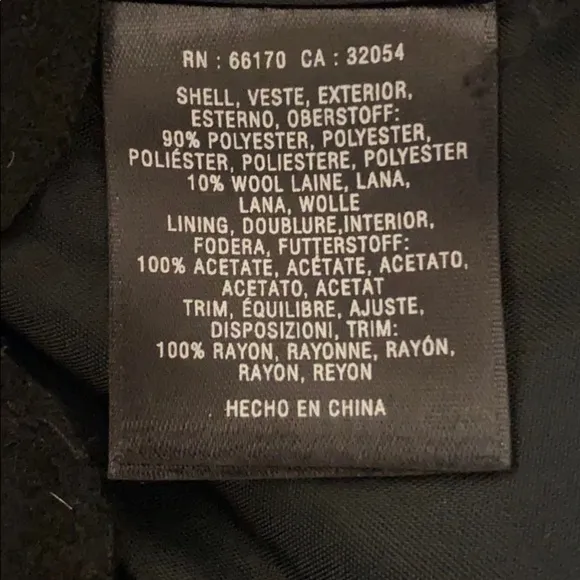 RN : 66170 CA : 32054
SHELL, VESTE, EXTERIOR,
ESTERNO, OBERSTOFF:
90% POLYESTER, POLYESTER,
POLIÉSTER, POLIESTERE, POLYESTER
10% WOOL LAINE, LANA,
LANA, WOLLE
LINING, DOUBLURE,INTERIOR,
FODERA, FUTTERSTOFF:
100% ACETATE, ACÉTATE, ACETATO,
ACETATO, ACETAT
TRIM, ÉQUILIBRE, AJUSTE,
DISPOSIZIONI, TRIM:
100% RAYON, RAYONNE, RAYÓN,
RAYON, REYON
HECHO EN CHINA